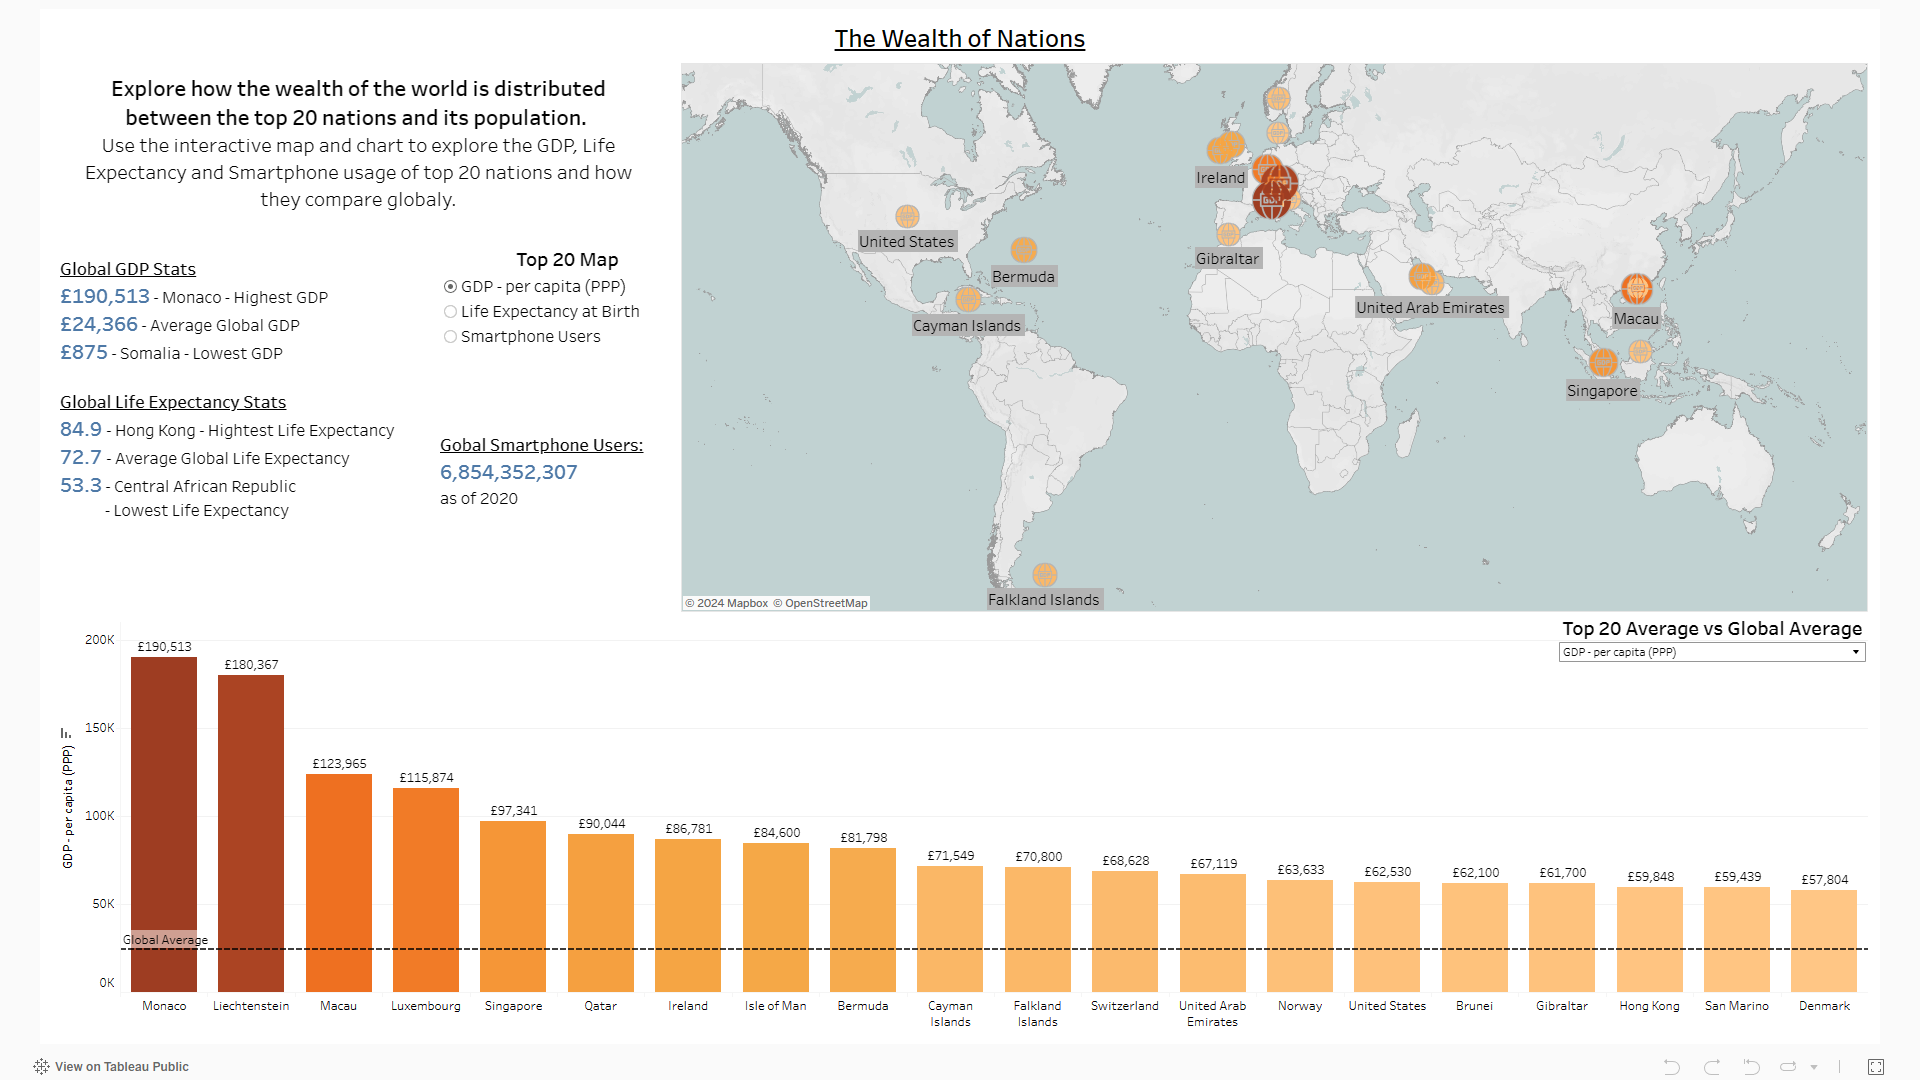 The Wealth of Nations
Explore how the wealth of the world is distributed
between the top 20 nations and its population.
Use the interactive map and chart to explore the GDP, Life
Expectancy and Smartphone usage of top 20 nations and how
they compare globaly.
Global GDP Stats
£190,513 - Monaco - Highest GDP
£24,366 - Average Global GDP
£875 - Somalia - Lowest GDP
Global Life Expectancy Stats
84.9 - Hong Kong - Hightest Life Expectancy
72.7 - Average Global Life Expectancy
53.3 - Central African Republic
- Lowest Life Expectancy
Top 20 Map
GDP - per capita (PPP)
Life Expectancy at Birth
Smartphone Users
Gobal Smartphone Users:
6,854,352,307
as of 2020
Ireland
United States
Gibraltar
Bermuda
United Arab Emirates
Macau
Cayman Islands
Singapore
Falkland Islands
GDP
© 2024 Mapbox © OpenStreetMap
Top 20 Average vs Global Average
GDP - per capita (PPP)
GDP - per capita (PPP)
200K
150K
100K
50K
0K
£190,513
£180,367
£123,965
£115,874
£97,341
£90,044
£86,781
£84,600
£81,798
£71,549
£70,800
£68,628
£67,119
£63,633
£62,530
£62,100
£61,700
£59,848
£59,439
£57,804
Global Average
Monaco
Liechtenstein
Macau
Luxembourg
Singapore
Qatar
Ireland
Isle of Man
Bermuda
Cayman
Islands
Falkland
Islands
Switzerland
United Arab
Emirates
Norway
United States
Brunei
Gibraltar
Hong Kong
San Marino
Denmark
View on Tableau Public